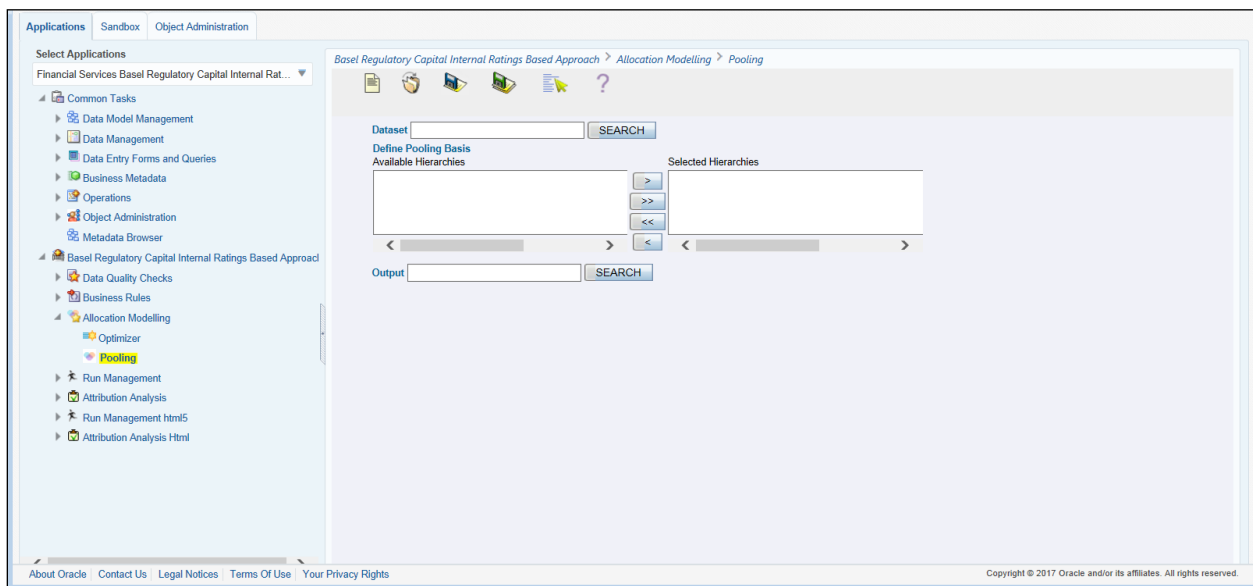 Applications Sandbox Object Administration
Select Applications
Financial Services Basel Regulatory Capital Internal Rat...
Common Tasks
Data Model Management
Data Management
Data Entry Forms and Queries
Business Metadata
Operations
Object Administration
Metadata Browser
Basel Regulatory Capital Internal Ratings Based Approacl
Data Quality Checks
Business Rules
Allocation Modelling
Optimizer
Pooling
Run Management
Attribution Analysis
Run Management html5
Attribution Analysis Html
Basel Regulatory Capital Internal Ratings Based Approach > Allocation Modelling > Pooling
?
Dataset SEARCH
Define Pooling Basis
Available Hierarchies Selected Hierarchies
>
>>
<<
<
Output SEARCH
About Oracle Contact Us Legal Notices Terms Of Use Your Privacy Rights
Copyright © 2017 Oracle and/or its affiliates. All rights reserved.